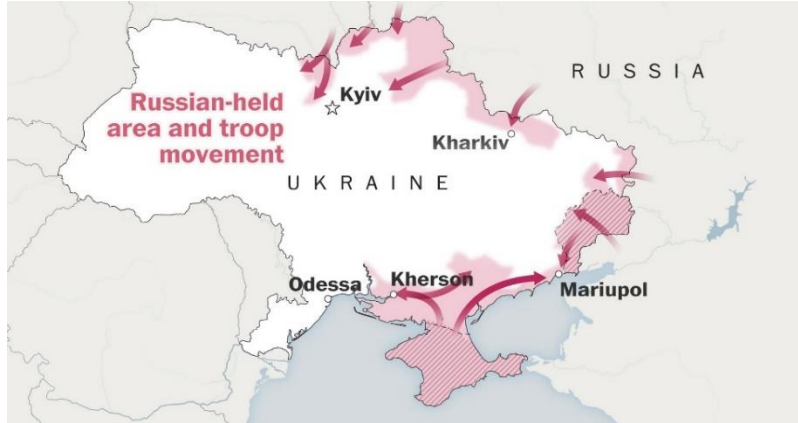 RUSSIA
Kyiv
Russian-held
area and troop
movement
Kharkiv
UKRAINE
Odessa
Kherson
Mariupol